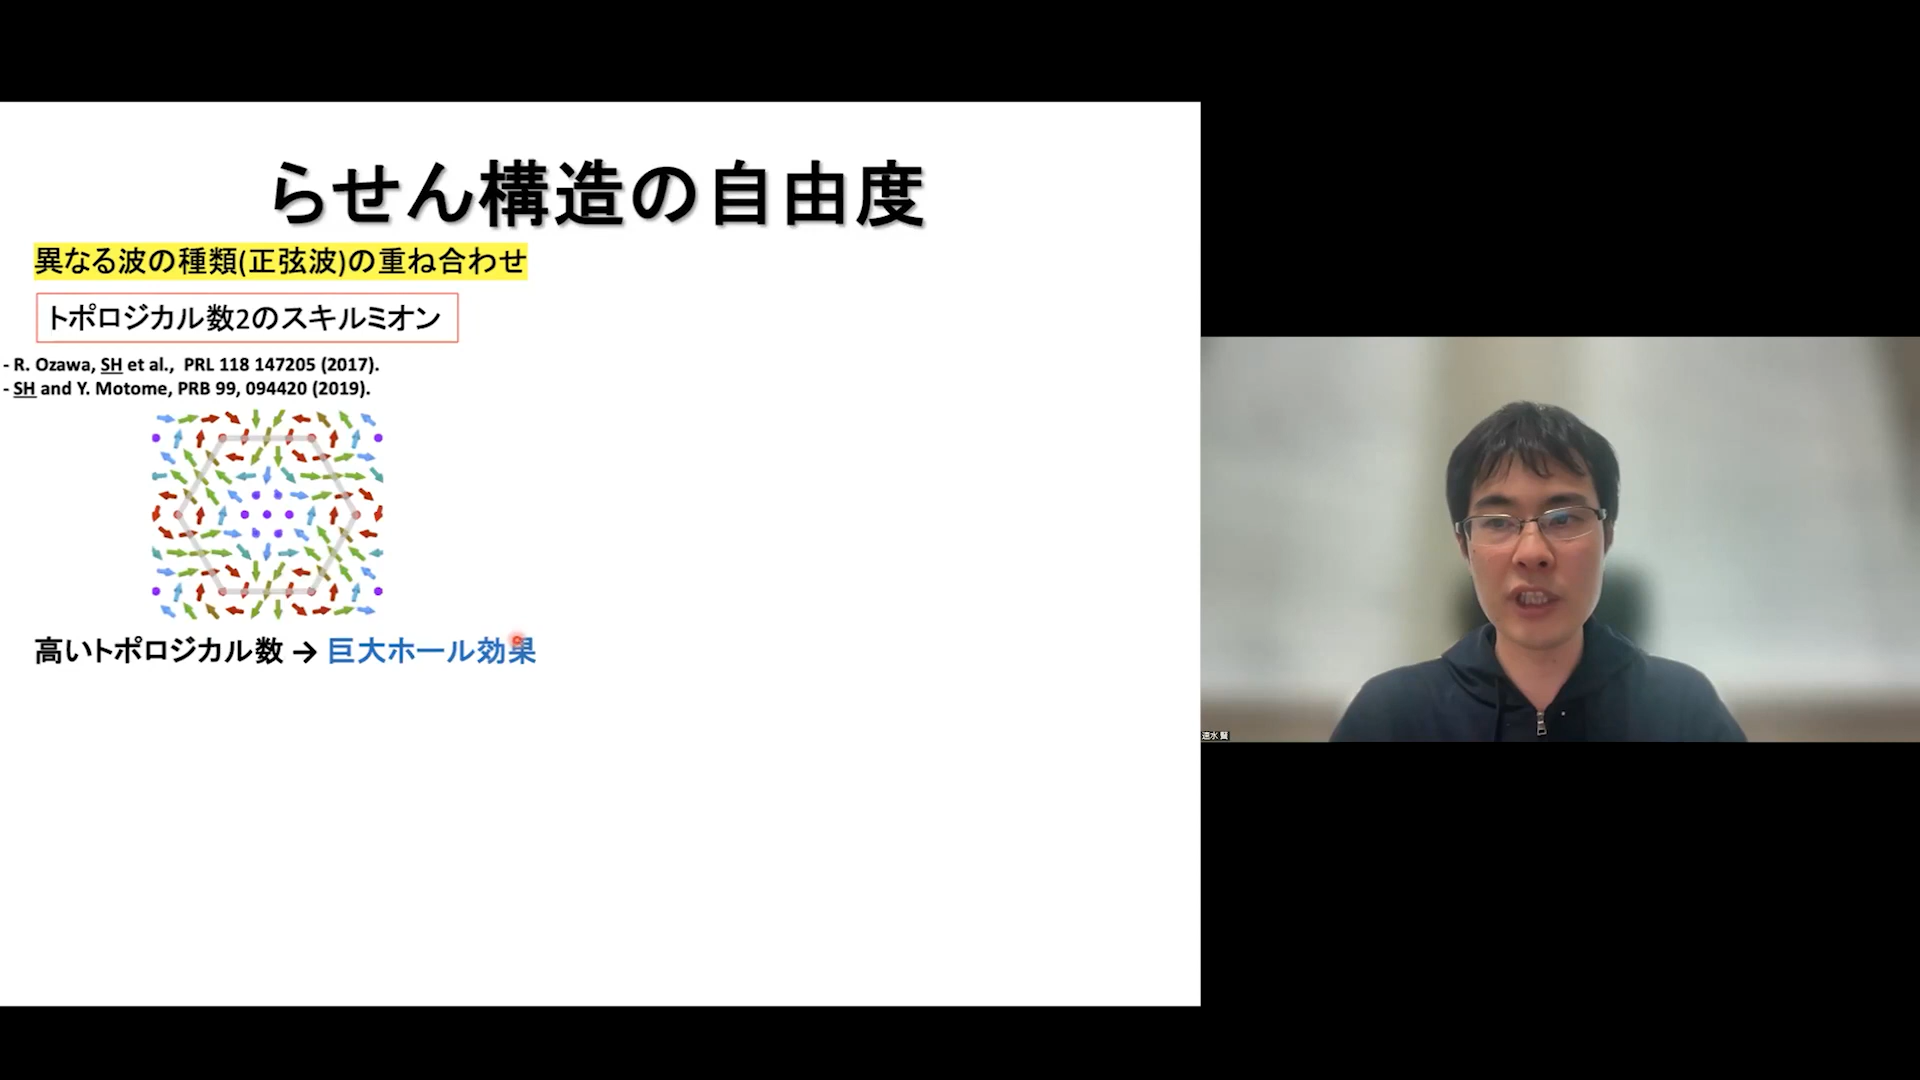 らせん構造の自由度
異なる波の種類(正弦波)の重ね合わせ
トポロジカル数2のスキルミオン
- R. Ozawa, SH et al., PRL 118 147205 (2017).
- SH and Y. Motome, PRB 99, 094420 (2019).
高いトポロジカル数 → 巨大ホール効果
速水 賢